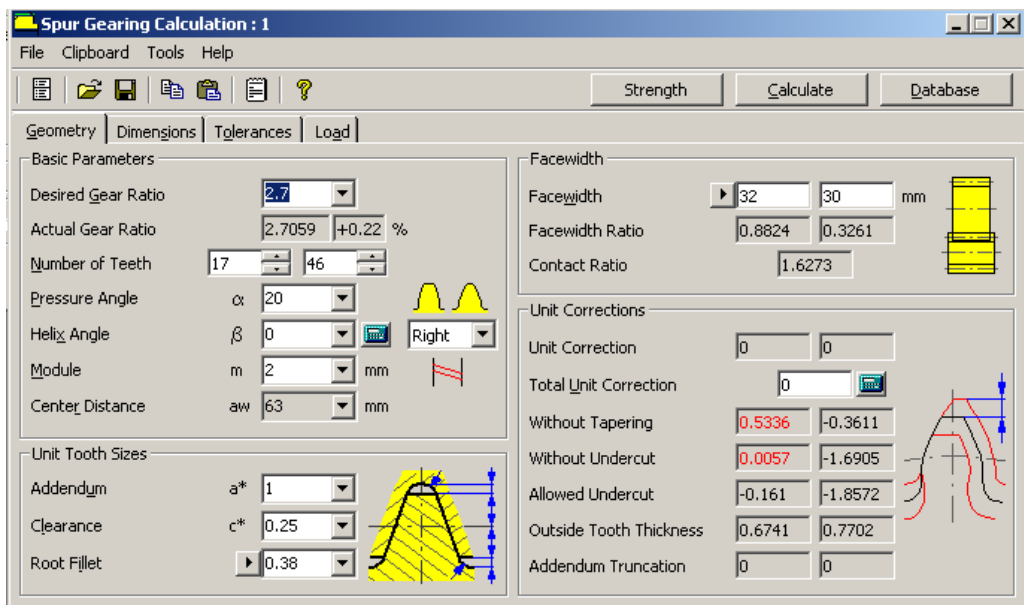 Spur Gearing Calculation : 1
File Clipboard Tools Help
Strength Calculate Database
Geometry Dimensions Tolerances Load
Basic Parameters
Desired Gear Ratio 2.7
Actual Gear Ratio 2.7059 +0.22 %
Number of Teeth 17 46
Pressure Angle α 20
Helix Angle β 0 Right
Module m 2 mm
Center Distance aw 63 mm
Unit Tooth Sizes
Addendum a* 1
Clearance c* 0.25
Root Fillet 0.38
Facewidth
Facewidth 32 30 mm
Facewidth Ratio 0.8824 0.3261
Contact Ratio 1.6273
Unit Corrections
Unit Correction 0 0
Total Unit Correction 0
Without Tapering 0.5336 -0.3611
Without Undercut 0.0057 -1.6905
Allowed Undercut -0.161 -1.8572
Outside Tooth Thickness 0.6741 0.7702
Addendum Truncation 0 0